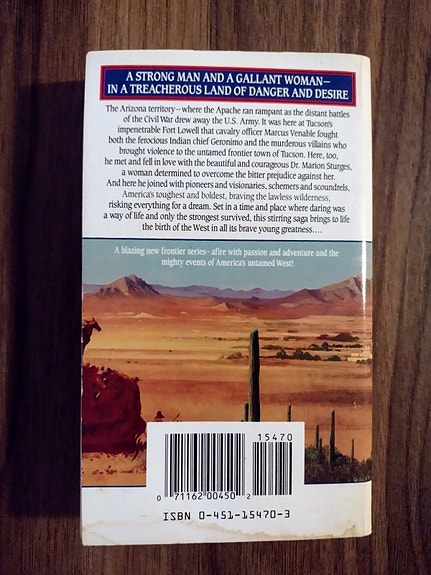 A STRONG MAN AND A GALLANT WOMAN—
IN A TREACHEROUS LAND OF DANGER AND DESIRE
The Arizona territory—where the Apache ran rampant as the distant battles
of the Civil War drew away the U.S. Army. It was here at Tucson's
impenetrable Fort Lowell that cavalry officer Marcus Venable fought
both the ferocious Indian chief Geronimo and the murderous villains who
brought violence to the untamed frontier town of Tucson. Here, too,
he met and fell in love with the beautiful and courageous Dr. Marion Sturges,
a woman determined to overcome the bitter prejudice against her.
And here he joined with pioneers and visionaries, schemers and scoundrels,
America's toughest and boldest, braving the lawless wilderness,
risking everything for a dream. Set in a time and place where daring was
a way of life and only the strongest survived, this stirring saga brings to life
the birth of the West in all its brave young greatness....
A blazing new frontier series- afire with passion and adventure and the
mighty events of America's untamed West!
15470
0 71162 00450 2
ISBN 0-451-15470-3